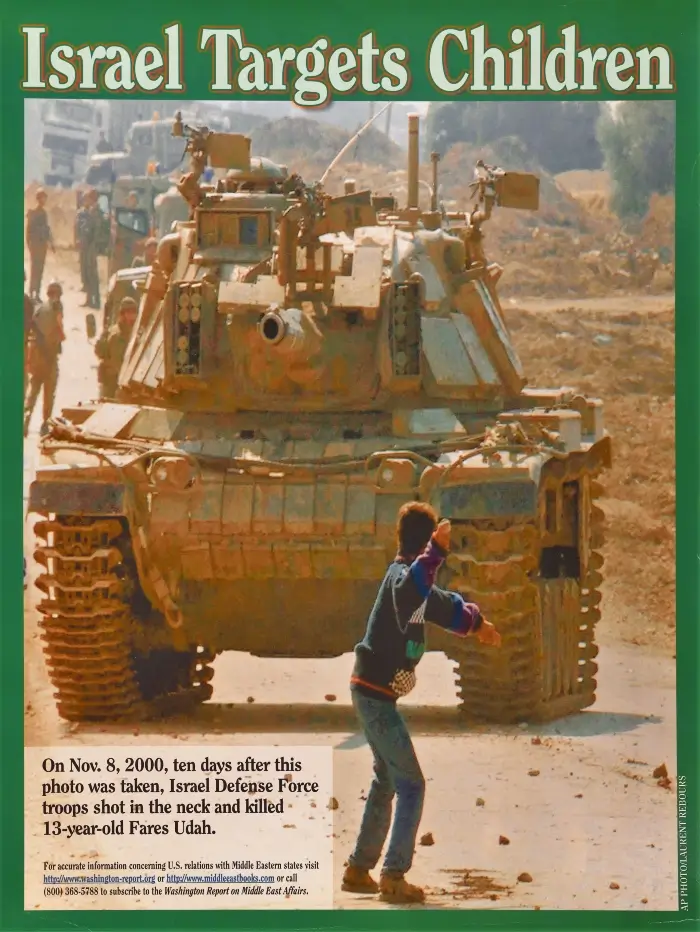 Israel Targets Children
On Nov. 8, 2000, ten days after this
photo was taken, Israel Defense Force
troops shot in the neck and killed
13-year-old Fares Udah.
For accurate information concerning U.S. relations with Middle Eastern states visit
http://www.washington-report.org or http://www.middleeastbooks.com or call
(800) 368-5788 to subscribe to the Washington Report on Middle East Affairs.
AP PHOTO/LAURENT REBOURS